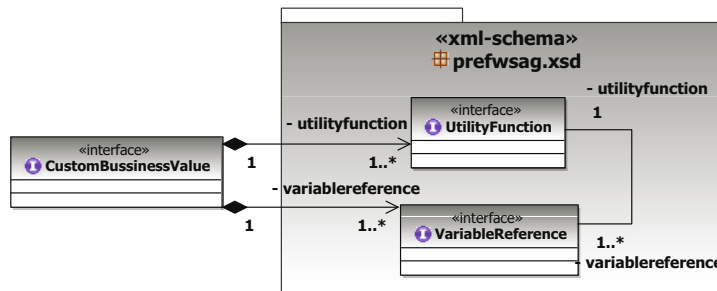 «xml-schema»
prefwsag.xsd
- utilityfunction
1
«interface»
UtilityFunction
- utilityfunction
«interface»
CustomBussinessValue
1
1..*
- variablereference
1
1..*
«interface»
VariableReference
1..*
- variablereference